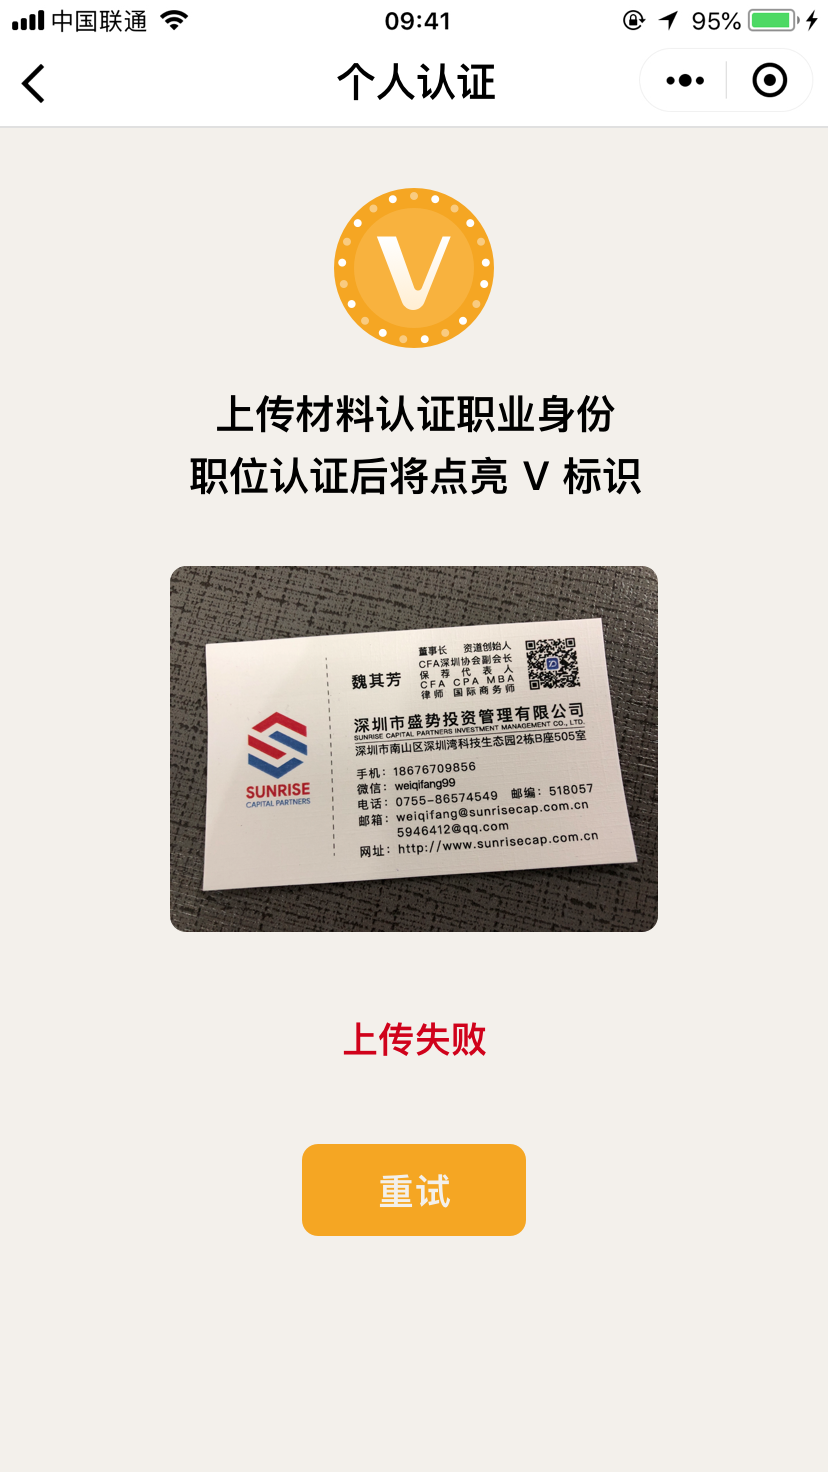 中国联通
09:41
95%
个人认证
V
上传材料认证职业身份
职位认证后将点亮 V 标识
魏其芳
董事长 资道创始人
CFA深圳协会副会长
保荐代表人
CFA CPA MBA
律师 国际商务师
深圳市盛势投资管理有限公司
SUNRISE CAPITAL PARTNERS INVESTMENT MANAGEMENT CO., LTD.
深圳市南山区深圳湾科技生态园2栋B座505室
SUNRISE
CAPITAL PARTNERS
手机：18676709856
微信：weiqifang99
电话：0755-86574549 邮编：518057
邮箱：weiqifang@sunrisecap.com.cn
5946412@qq.com
网址：http://www.sunrisecap.com.cn
上传失败
重试